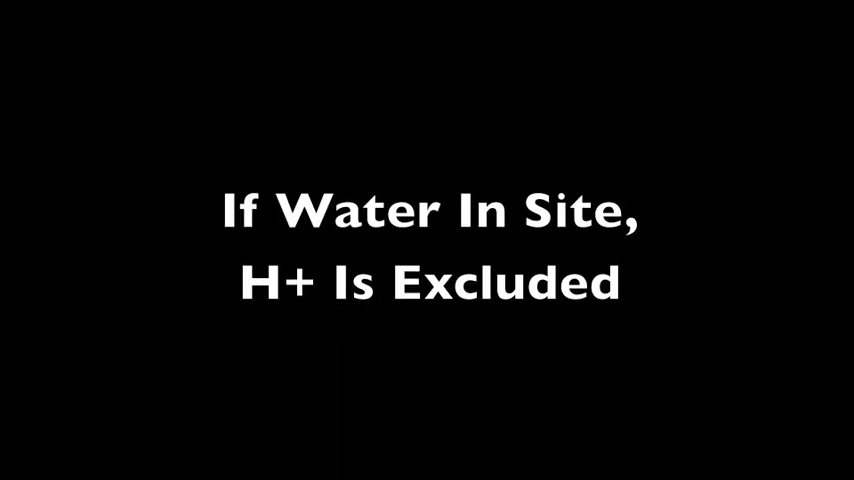 If Water In Site,
H+ Is Excluded